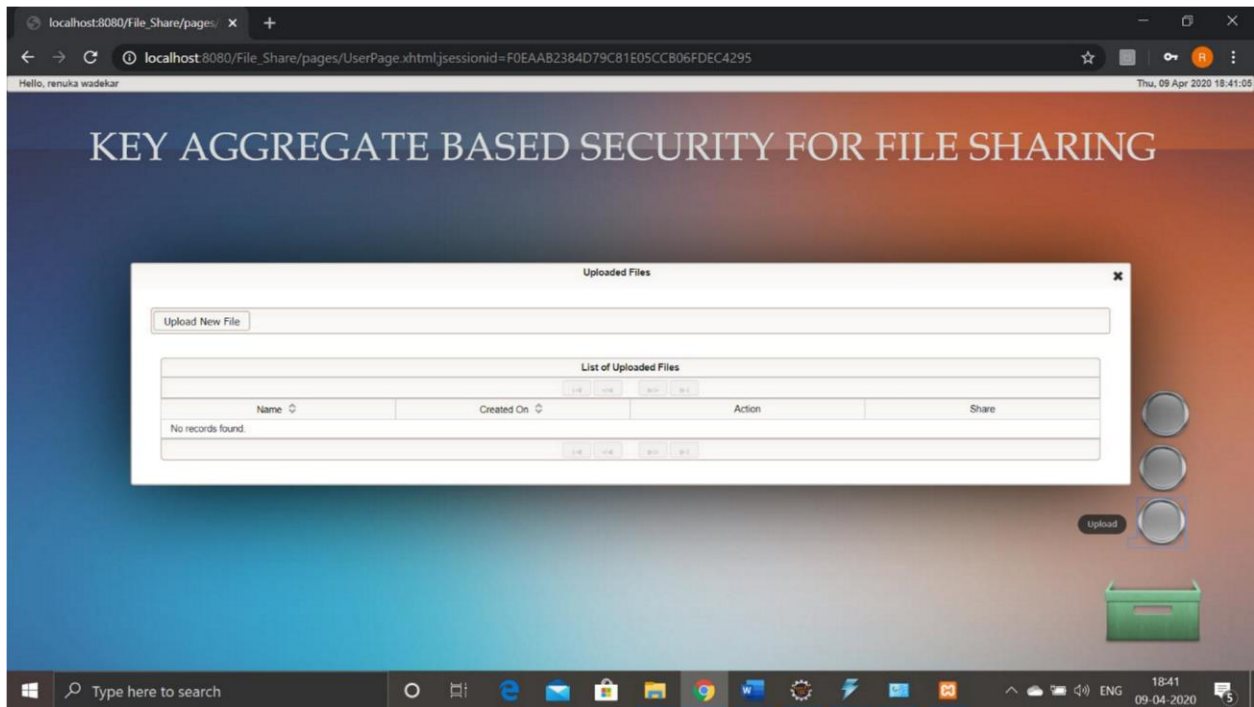 localhost:8080/File_Share/pages/
localhost:8080/File_Share/pages/UserPage.xhtml;jsessionid=F0EAAB2384D79C81E05CCB06FDEC4295
R
Hello, renuka wadekar
Thu, 09 Apr 2020 18:41:05
KEY AGGREGATE BASED SECURITY FOR FILE SHARING
Uploaded Files
Upload New File
List of Uploaded Files
Name Created On Action Share
No records found.
Upload
Type here to search
ENG
18:41
09-04-2020
5